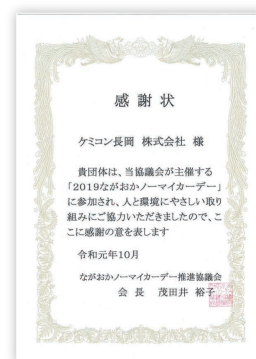 感謝状
ケミコン長岡 株式会社 様
貴団体は、当協議会が主催する
「2019ながおかノーマイカーデー」
に参加され、人と環境にやさしい取り
組みにご協力いただきましたので、こ
こに感謝の意を表します
令和元年10月
ながおかノーマイカーデー推進協議会
会 長 茂田井 裕子